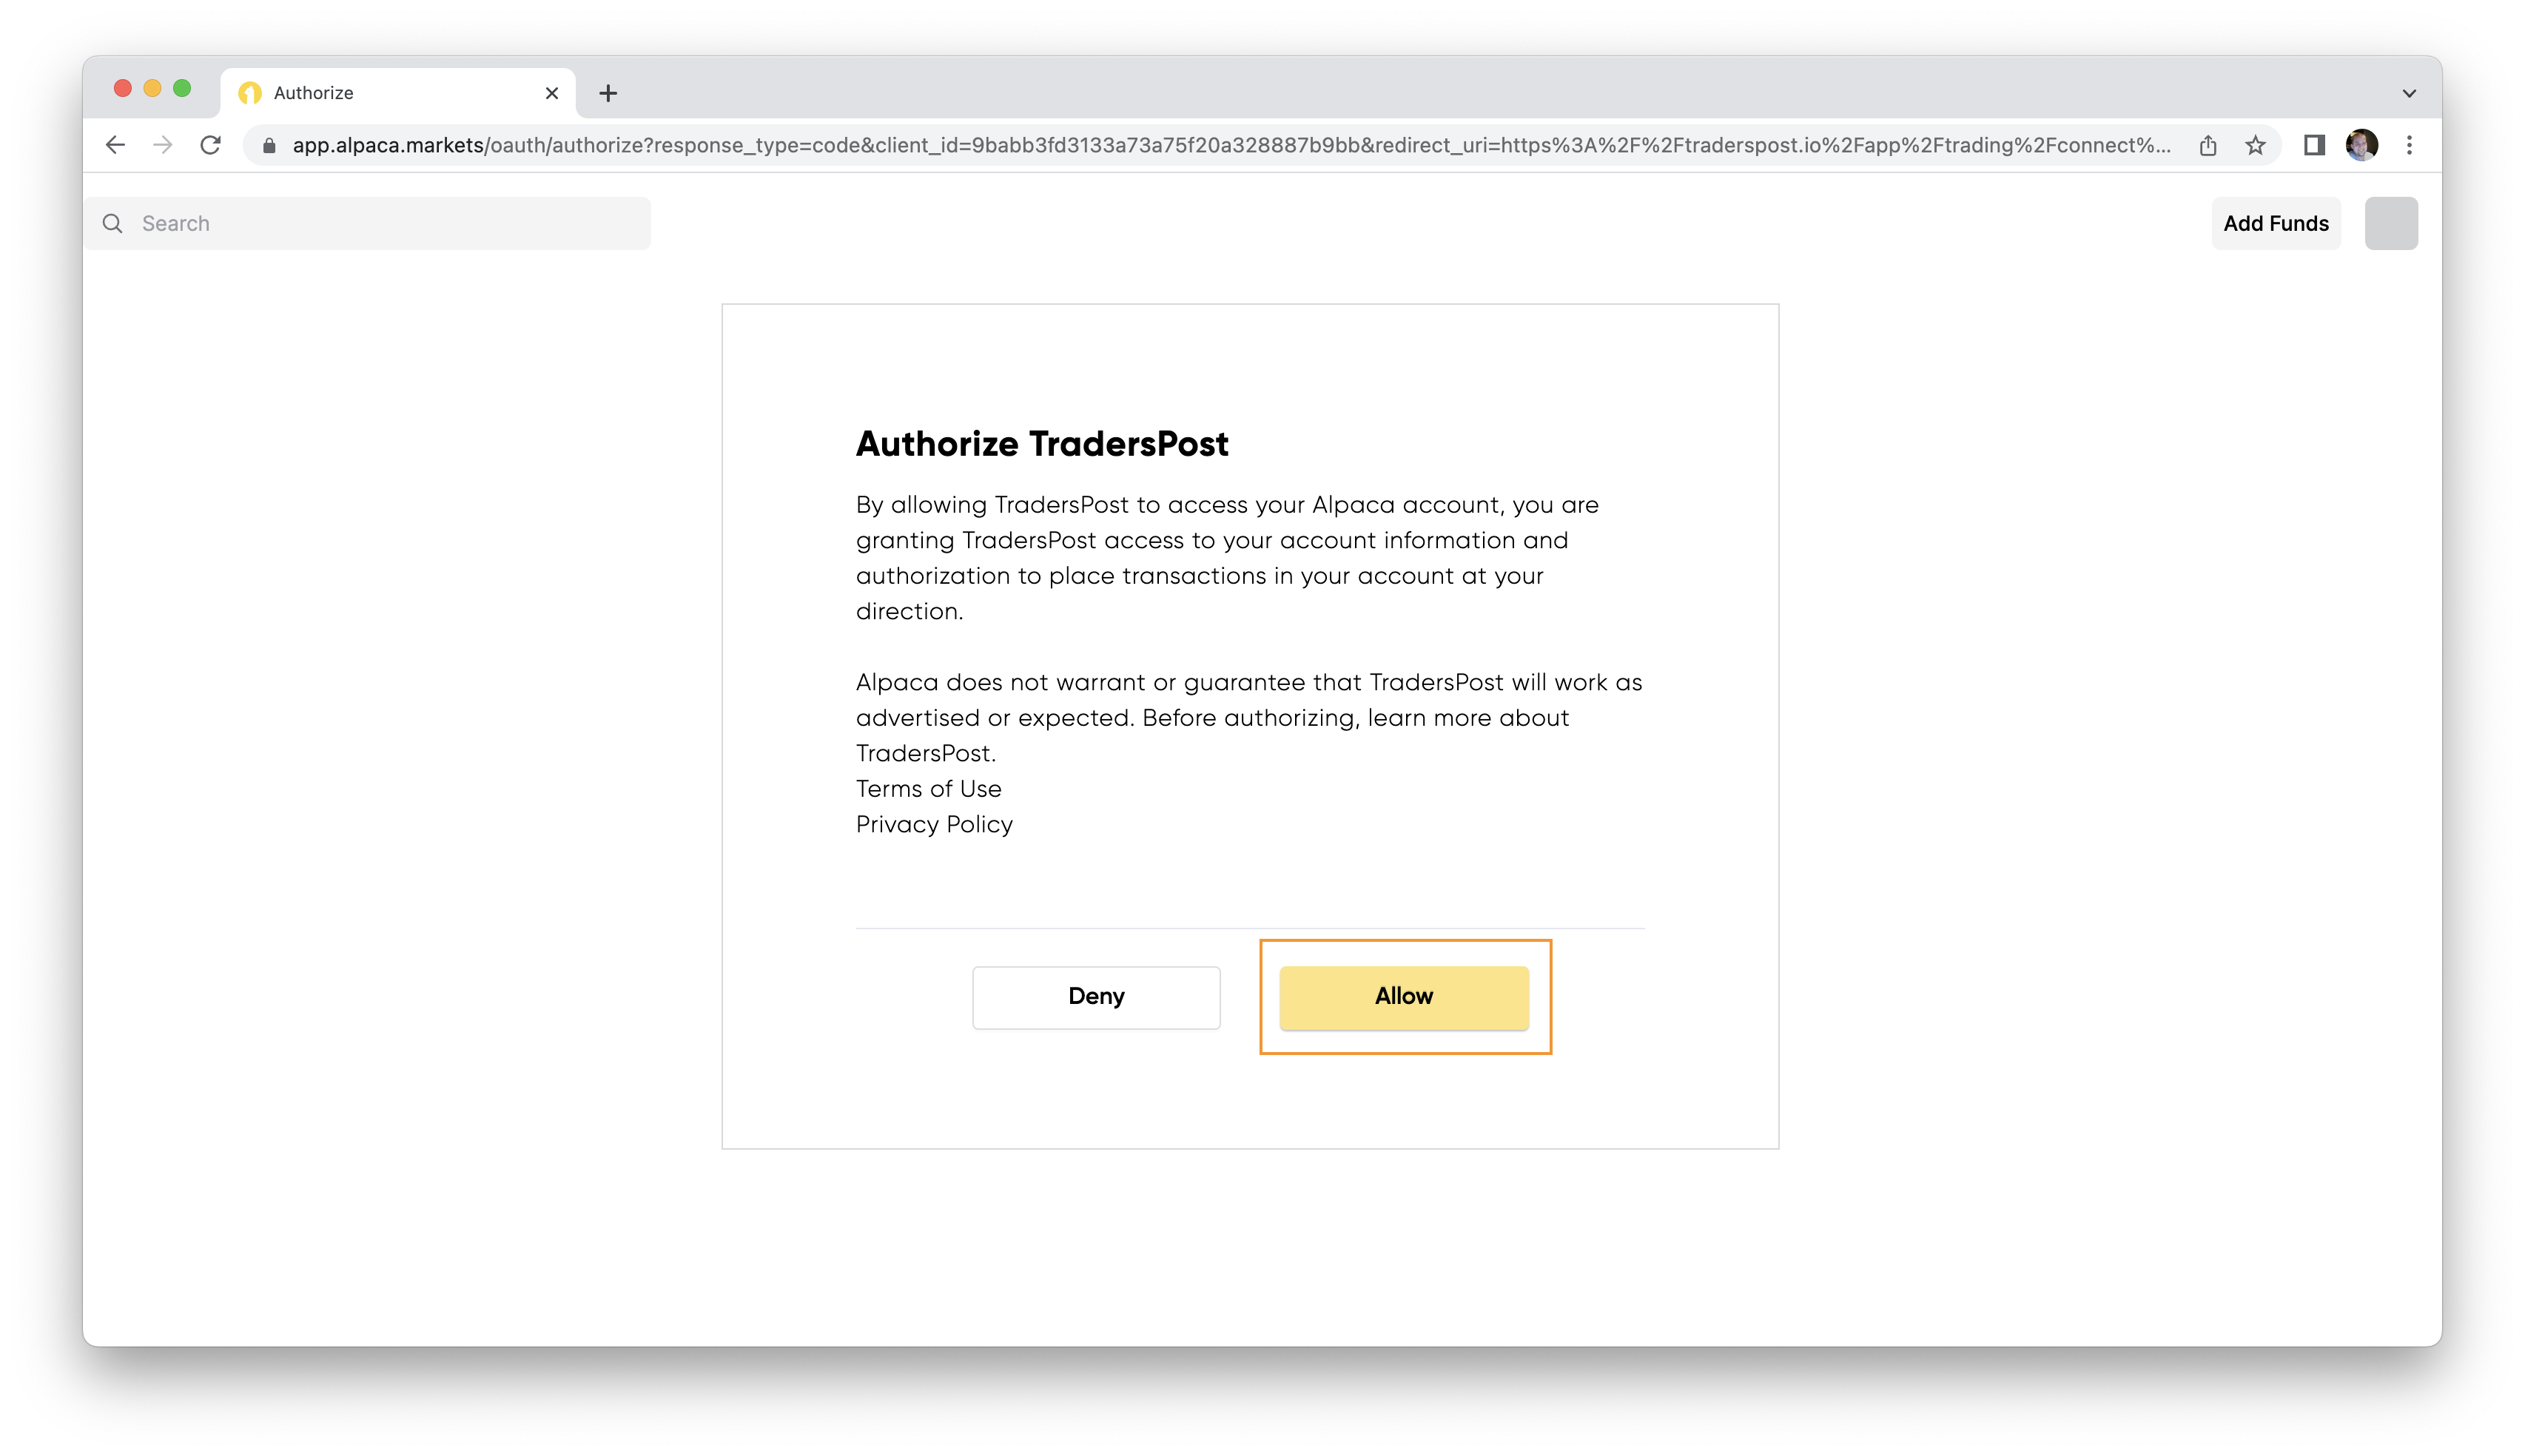 Authorize
app.alpaca.markets/oauth/authorize?response_type=code&client_id=9babb3fd3133a73a75f20a328887b9bb&redirect_uri=https%3A%2F%2Ftraderspost.io%2Fapp%2Ftrading%2Fconnect%...
Search
Add Funds
Authorize TradersPost
By allowing TradersPost to access your Alpaca account, you are
granting TradersPost access to your account information and
authorization to place transactions in your account at your
direction.
Alpaca does not warrant or guarantee that TradersPost will work as
advertised or expected. Before authorizing, learn more about
TradersPost.
Terms of Use
Privacy Policy
Deny
Allow